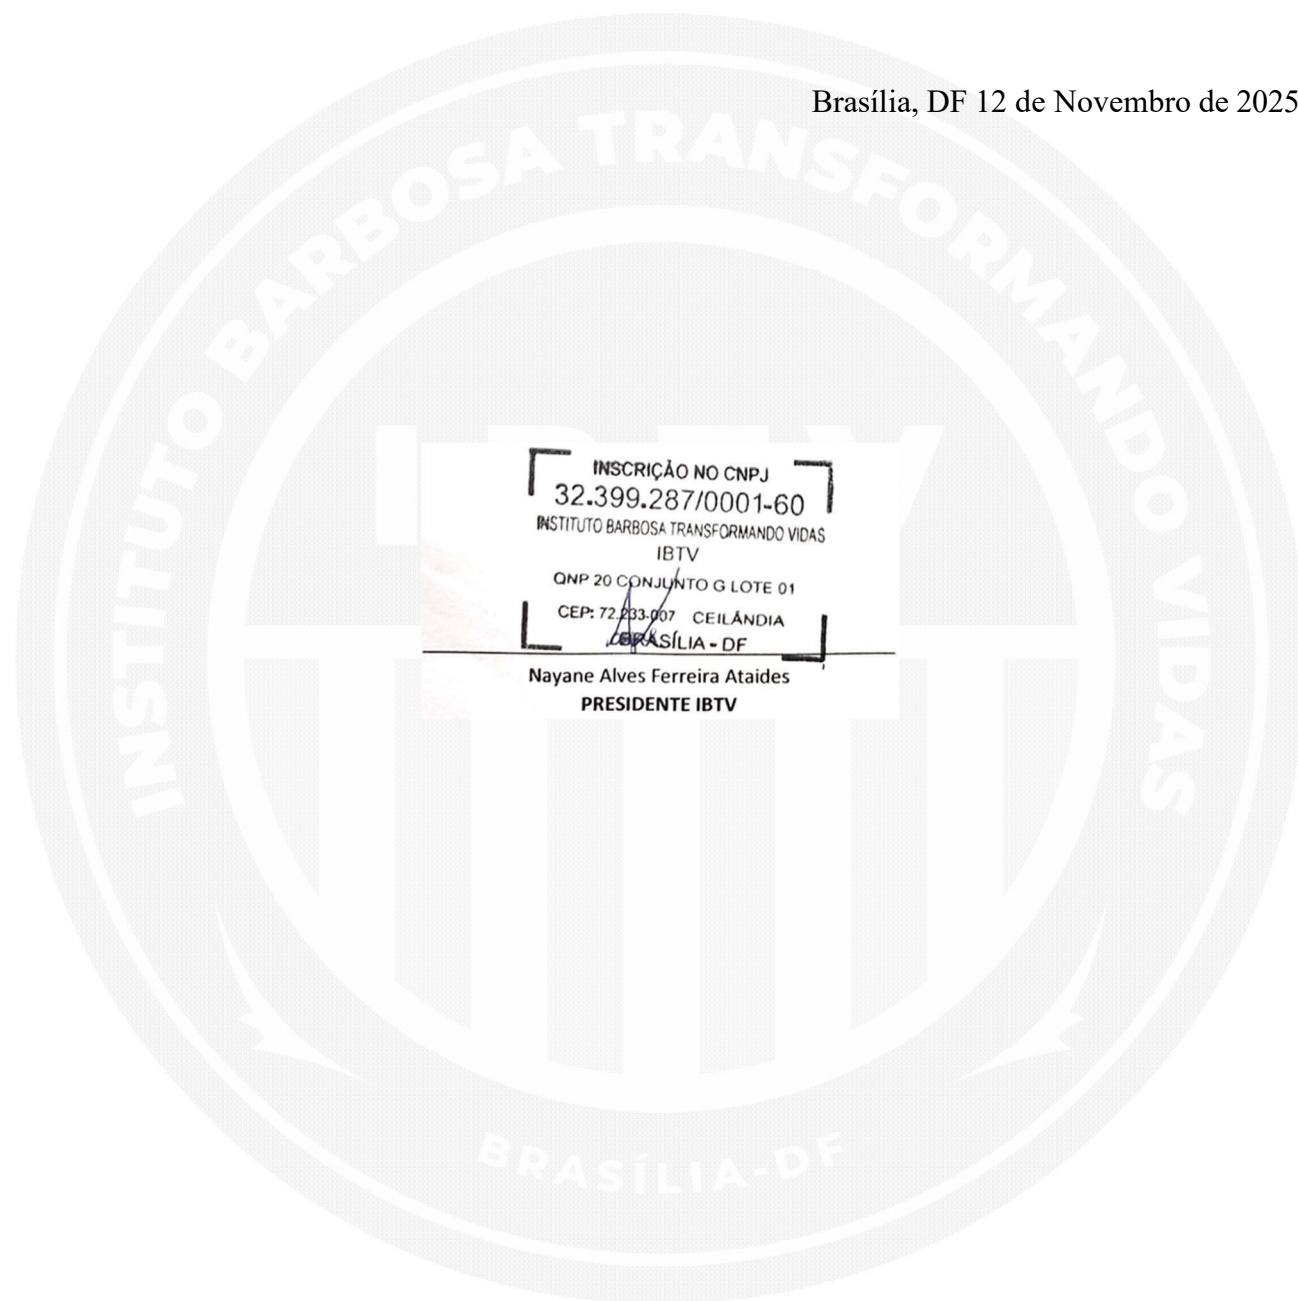 Brasília, DF 12 de Novembro de 2025
INSTITUTO BARBOSA TRANSFORMANDO VIDAS
IBTV
INSCRIÇÃO NO CNPJ
32.399.287/0001-60
INSTITUTO BARBOSA TRANSFORMANDO VIDAS
IBTV
QNP 20 CONJUNTO G LOTE 01
CEP: 72.233-007 CEILÂNDIA
BRASÍLIA - DF
Nayane Alves Ferreira Ataides
PRESIDENTE IBTV
BRASÍLIA-DF